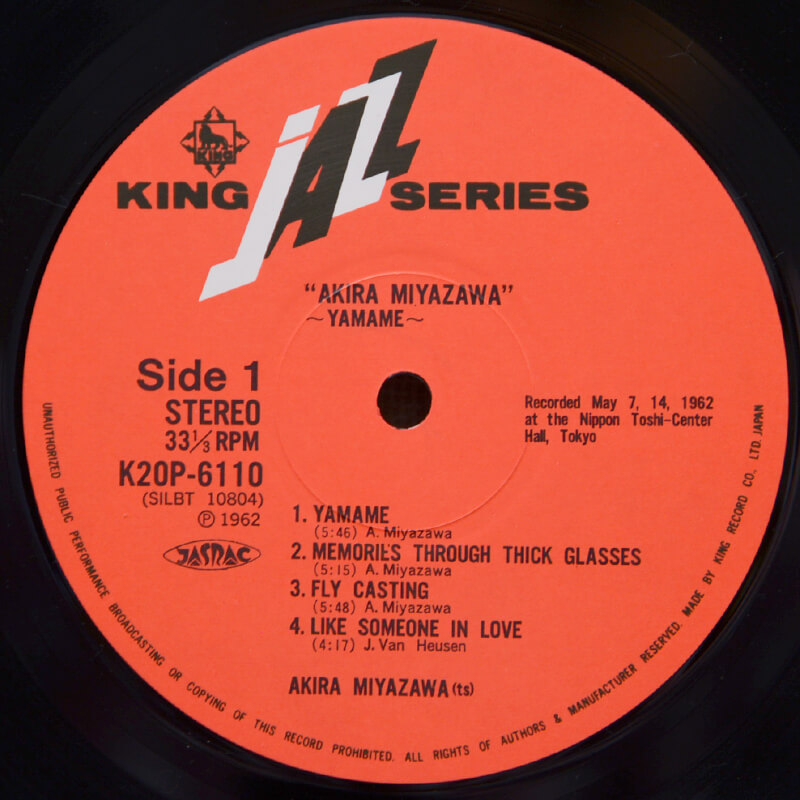 KING
KING jAZZ SERIES
"AKIRA MIYAZAWA"
~YAMAME~
Side 1
STEREO
33⅓ RPM
K20P-6110
(SILBT 10804)
Ⓟ 1962
JASRAC
Recorded May 7, 14, 1962
at the Nippon Toshi-Center
Hall, Tokyo
1. YAMAME
(5:46) A. Miyazawa
2. MEMORIES THROUGH THICK GLASSES
(5:15) A. Miyazawa
3. FLY CASTING
(5:48) A. Miyazawa
4. LIKE SOMEONE IN LOVE
(4:17) J. Van Heusen
AKIRA MIYAZAWA (ts)
UNAUTHORIZED PUBLIC PERFORMANCE BROADCASTING OR COPYING OF THIS RECORD PROHIBITED. ALL RIGHTS OF AUTHORS & MANUFACTURER RESERVED. MADE BY KING RECORD CO., LTD. JAPAN